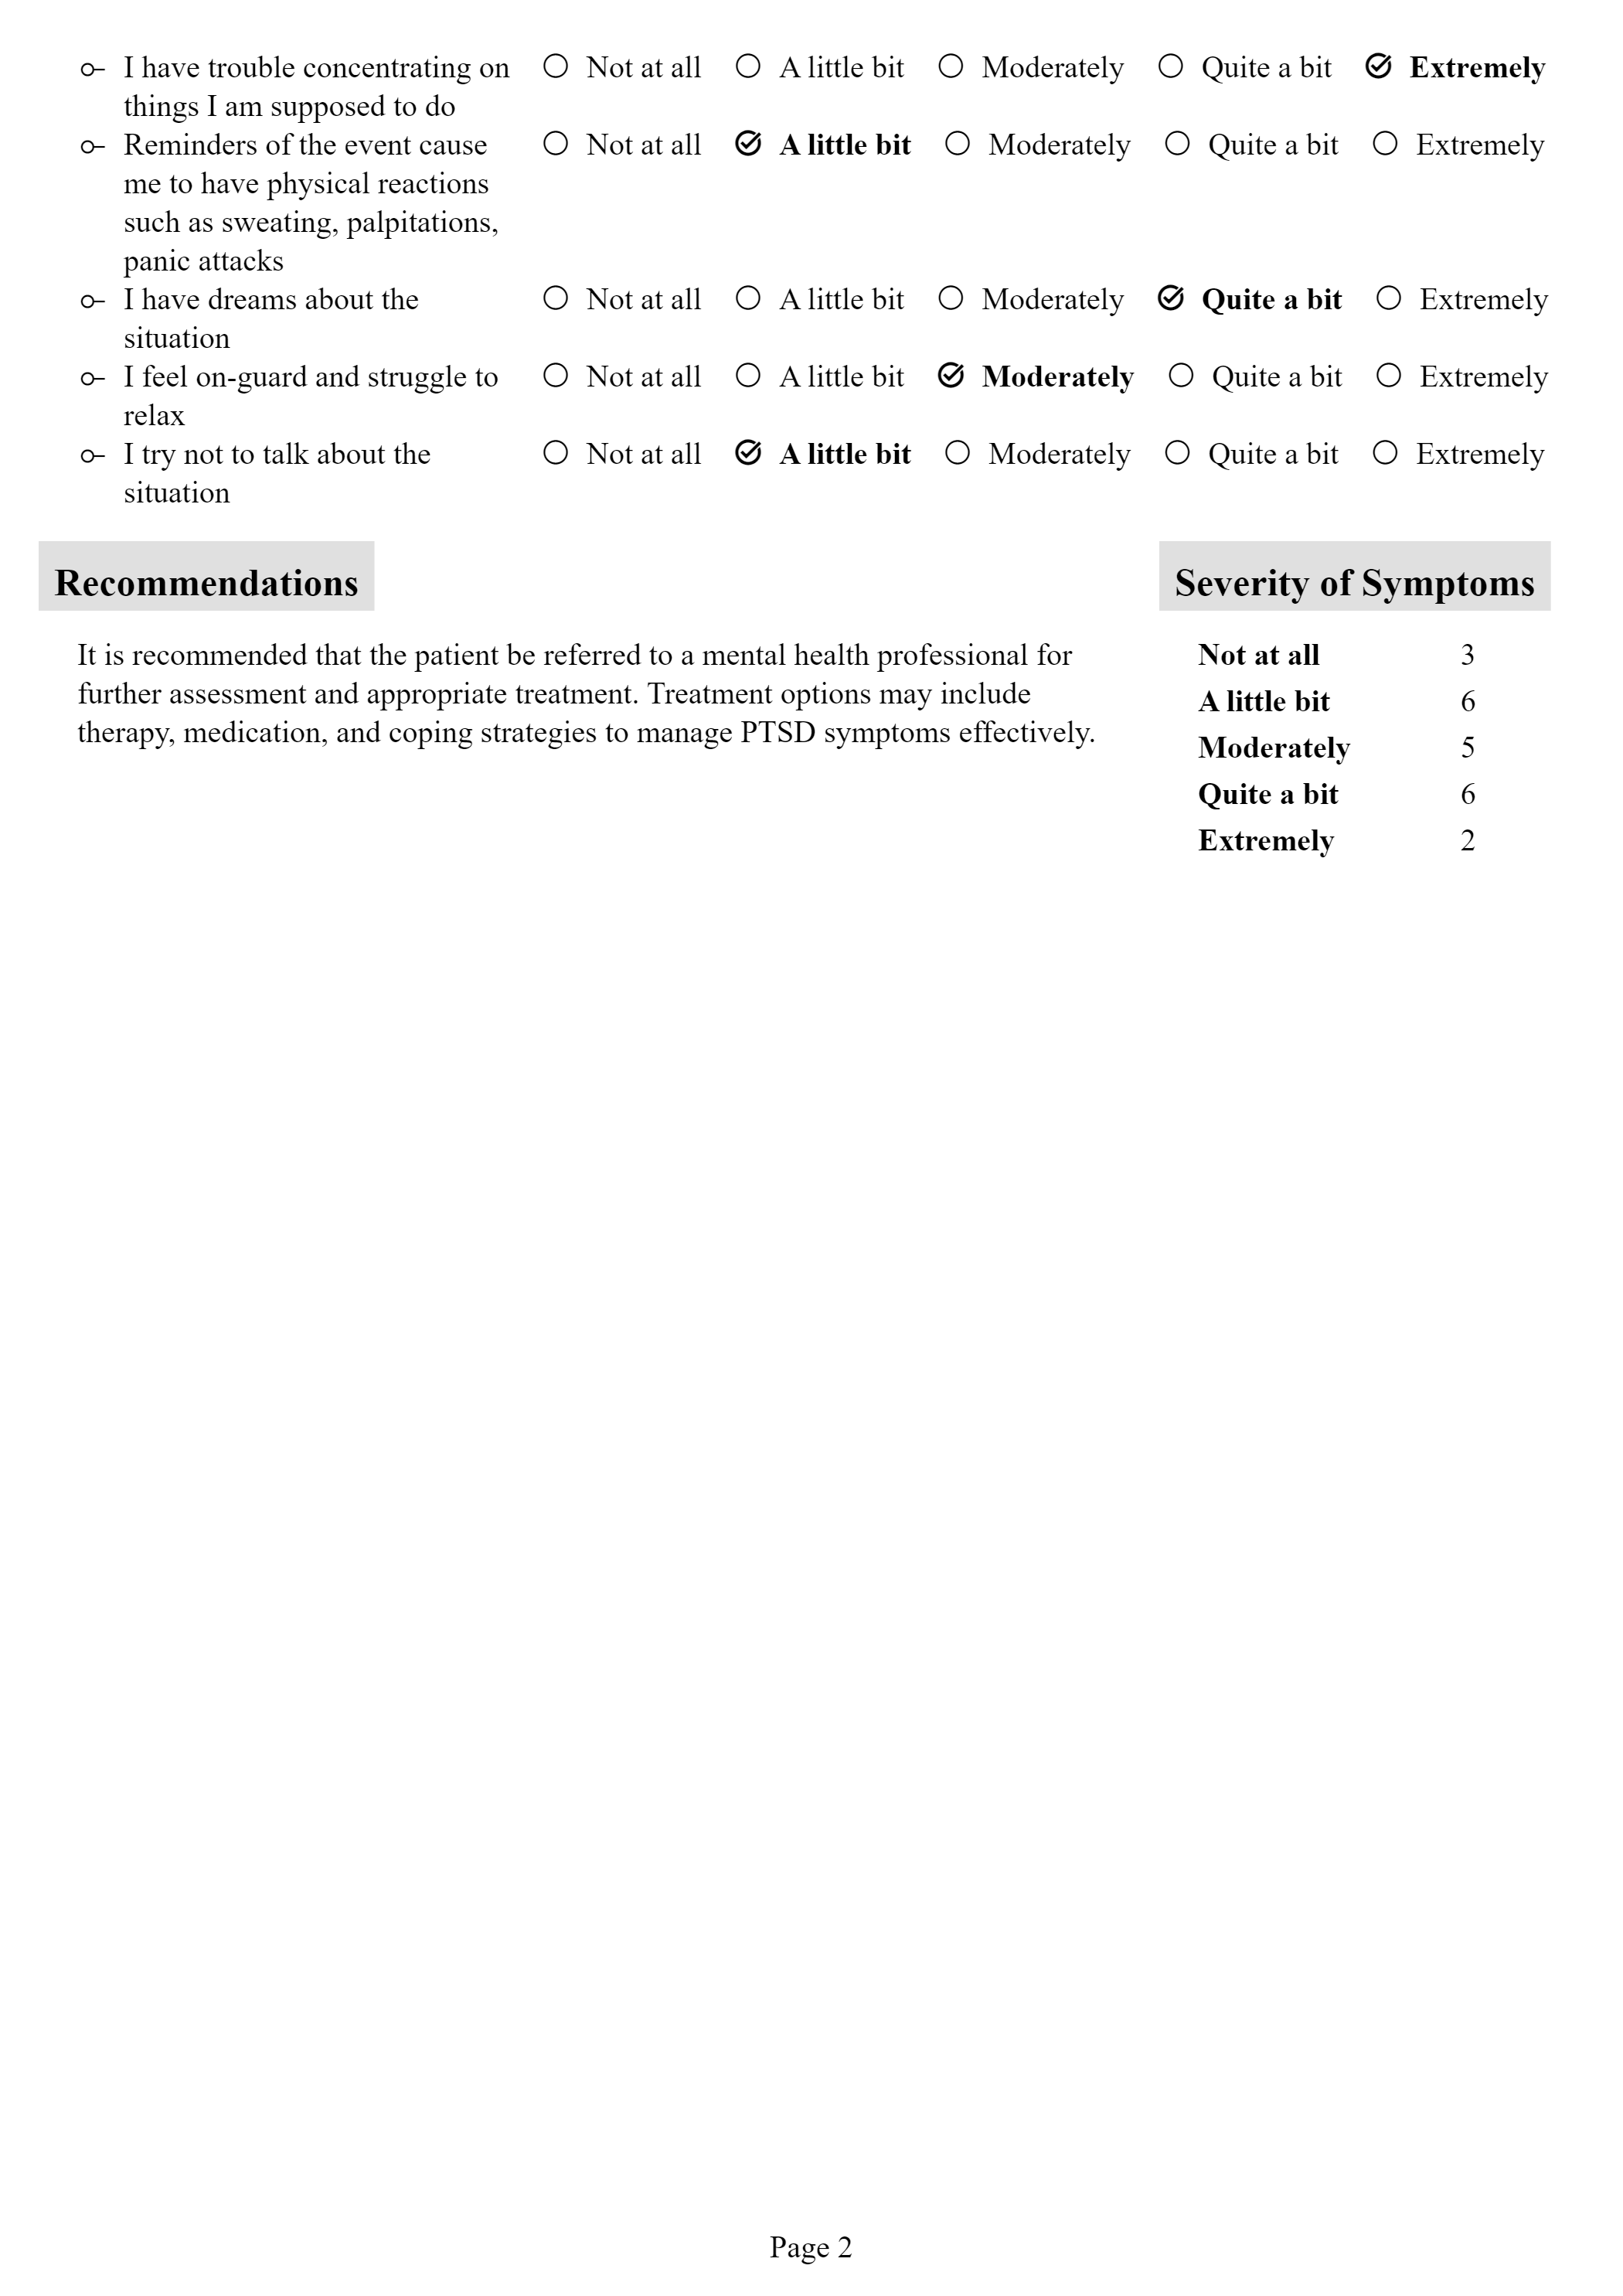 I have trouble concentrating on things I am supposed to do Not at all A little bit Moderately Quite a bit Extremely
Reminders of the event cause me to have physical reactions such as sweating, palpitations, panic attacks Not at all A little bit Moderately Quite a bit Extremely
I have dreams about the situation Not at all A little bit Moderately Quite a bit Extremely
I feel on-guard and struggle to relax Not at all A little bit Moderately Quite a bit Extremely
I try not to talk about the situation Not at all A little bit Moderately Quite a bit Extremely
Recommendations
It is recommended that the patient be referred to a mental health professional for
further assessment and appropriate treatment. Treatment options may include
therapy, medication, and coping strategies to manage PTSD symptoms effectively.
Severity of Symptoms
Not at all 3
A little bit 6
Moderately 5
Quite a bit 6
Extremely 2
Page 2